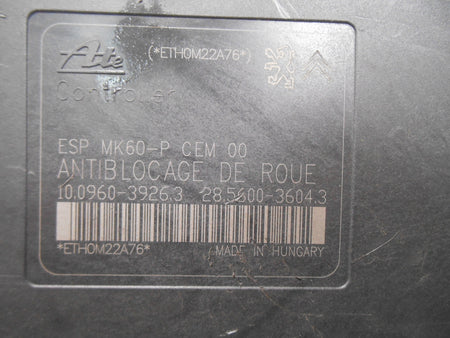 Ate (*ETH0M22A76*)
Controller
ESP MK60-P CEM 00
ANTIBLOCAGE DE ROUE
10.0960-3926.3 28.5600-3604.3
*ETH0M22A76* MADE IN HUNGARY